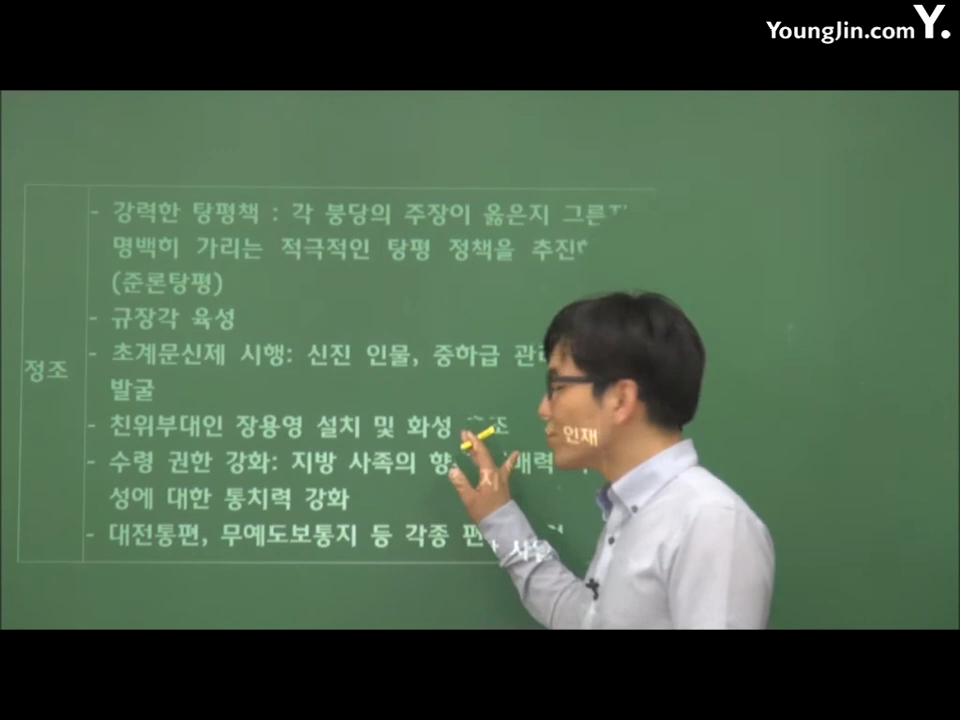 YoungJin.com Y.
- 강력한 탕평책 : 각 붕당의 주장이 옳은지 그른지
명백히 가리는 적극적인 탕평 정책을 추진
(준론탕평)
- 규장각 육성
- 초계문신제 시행: 신진 인물, 중하급 관리 인재
발굴
정조
- 친위부대인 장용영 설치 및 화성
- 수령 권한 강화: 지방 사족의 향 지
성에 대한 통치력 강화
- 대전통편, 무예도보통지 등 각종 편찬 사업